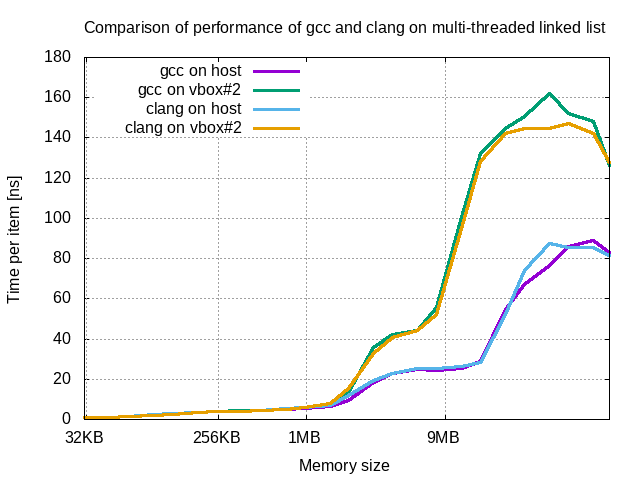 Comparison of performance of gcc and clang on multi-threaded linked list
180
160
140
120
100
80
60
40
20
0
Time per item [ns]
gcc on host
gcc on vbox#2
clang on host
clang on vbox#2
32KB 256KB 1MB 9MB
Memory size